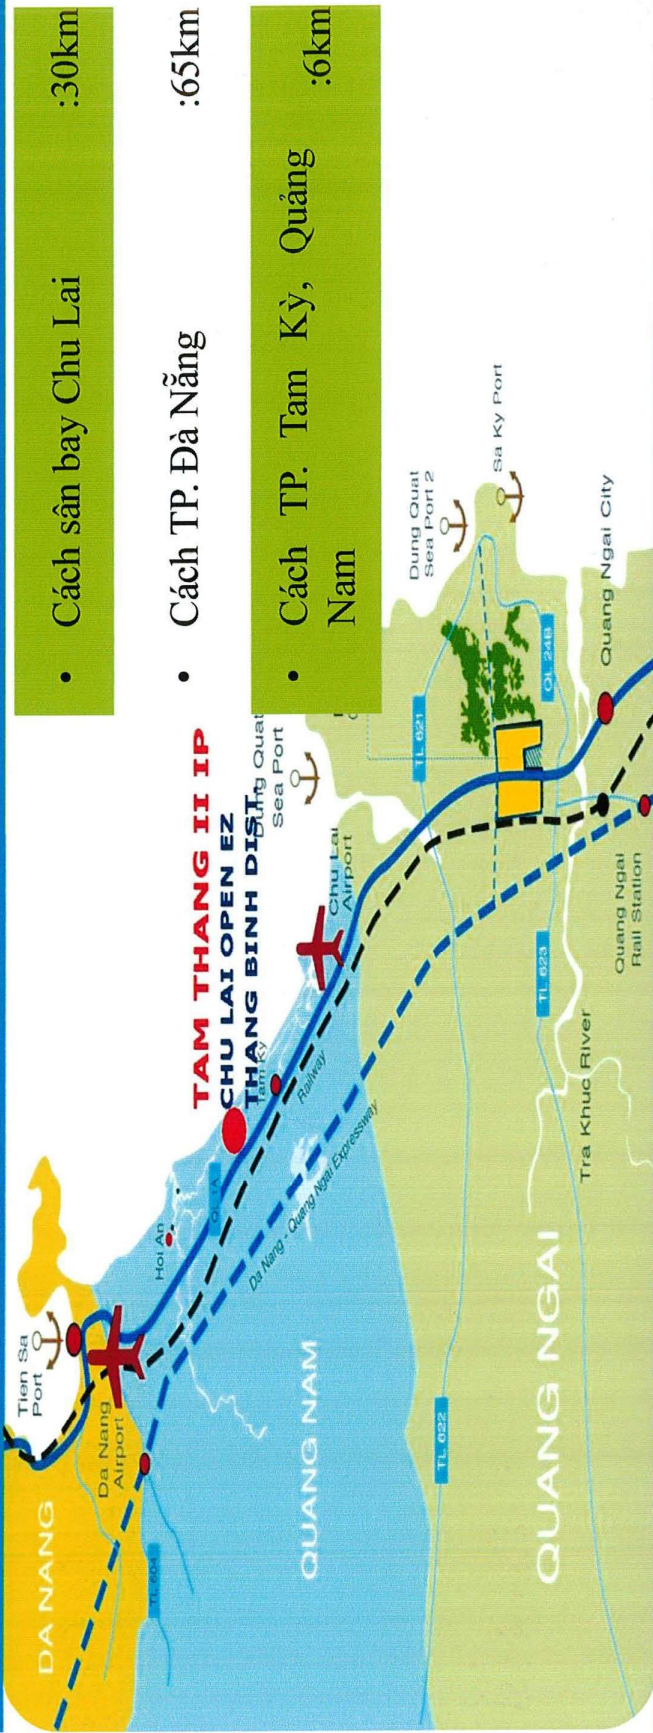 • Cách sân bay Chu Lai :30km
• Cách TP. Đà Nẵng :65km
• Cách TP. Tam Kỳ, Quảng :6km
Nam
TAM THANG II IP
CHU LAI OPEN EZ
THANG BINH DIST.
DA NANG
Tien Sa
Port
Da Nang
Airport
TL 604
Hoi An
QL 1A
Tam Ky
Railway
Da Nang - Quang Ngai Expressway
QUANG NAM
Chu Lai
Airport
Dung Quat
Sea Port
Dung Quat
Sea Port 2
Sa Ky Port
TL 621
QL 24B
TL 622
TL 623
QUANG NGAI
Tra Khuc River
Quang Ngai
Rail Station
Quang Ngai City